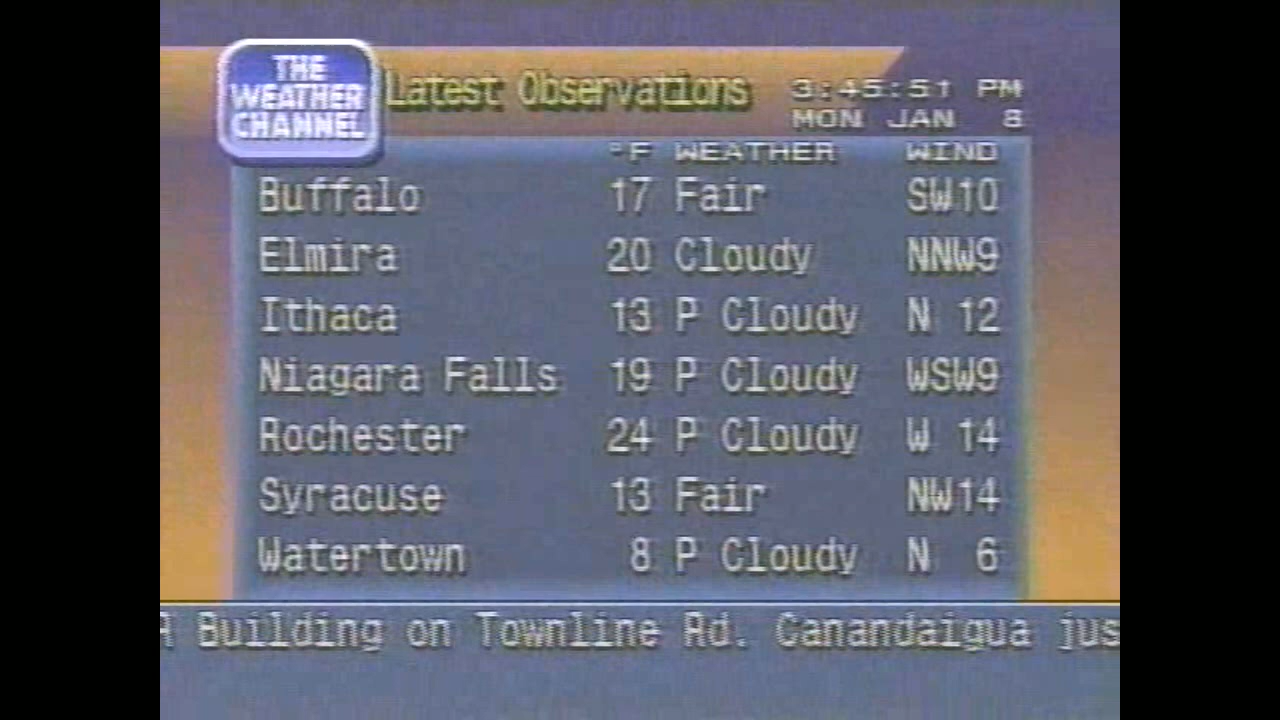 THE
WEATHER
CHANNEL
Latest Observations
3:45:51 PM
MON JAN 8
°F WEATHER WIND
Buffalo 17 Fair SW10
Elmira 20 Cloudy NNW9
Ithaca 13 P Cloudy N 12
Niagara Falls 19 P Cloudy WSW9
Rochester 24 P Cloudy W 14
Syracuse 13 Fair NW14
Watertown 8 P Cloudy N 6
Building on Townline Rd. Canandaigua jus